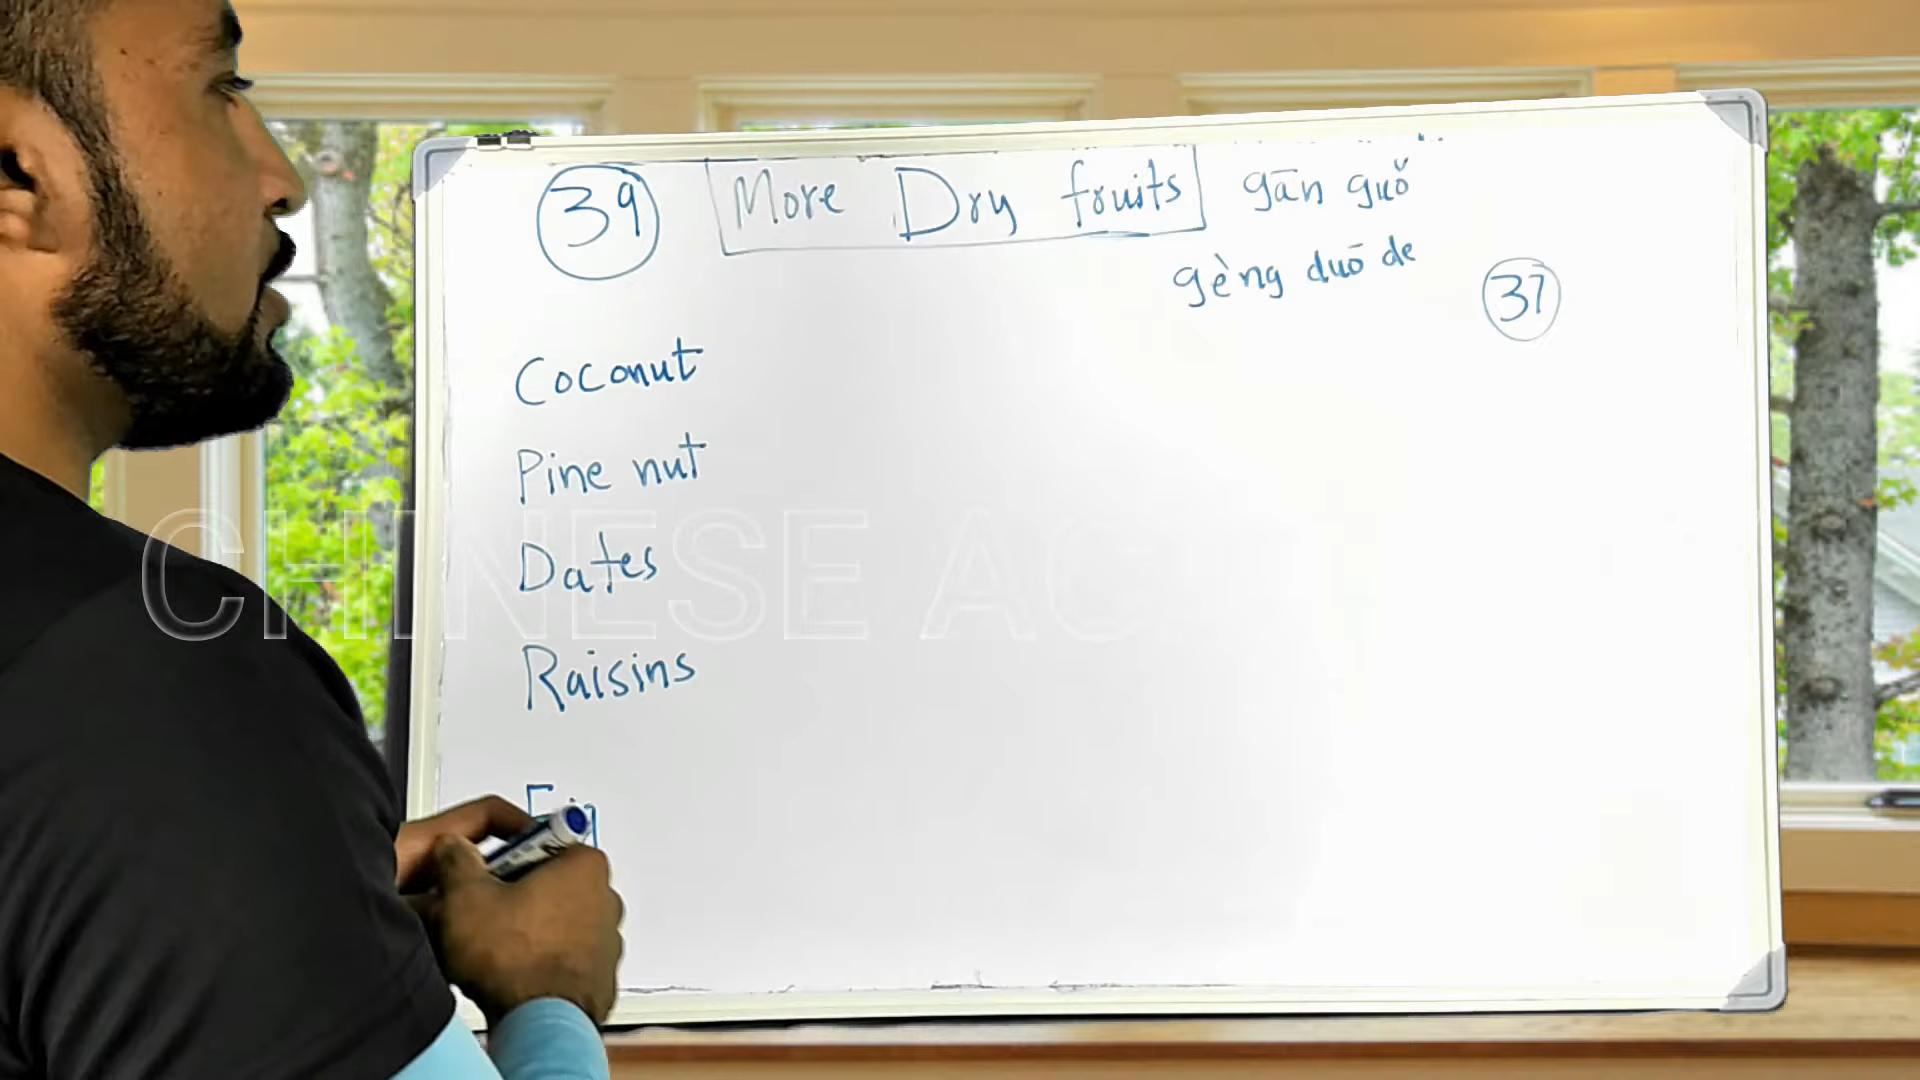 39 More Dry fruits gān guǒ
gèng duō de
37
Coconut
Pine nut
Dates
Raisins
Fig
CHINESE AC